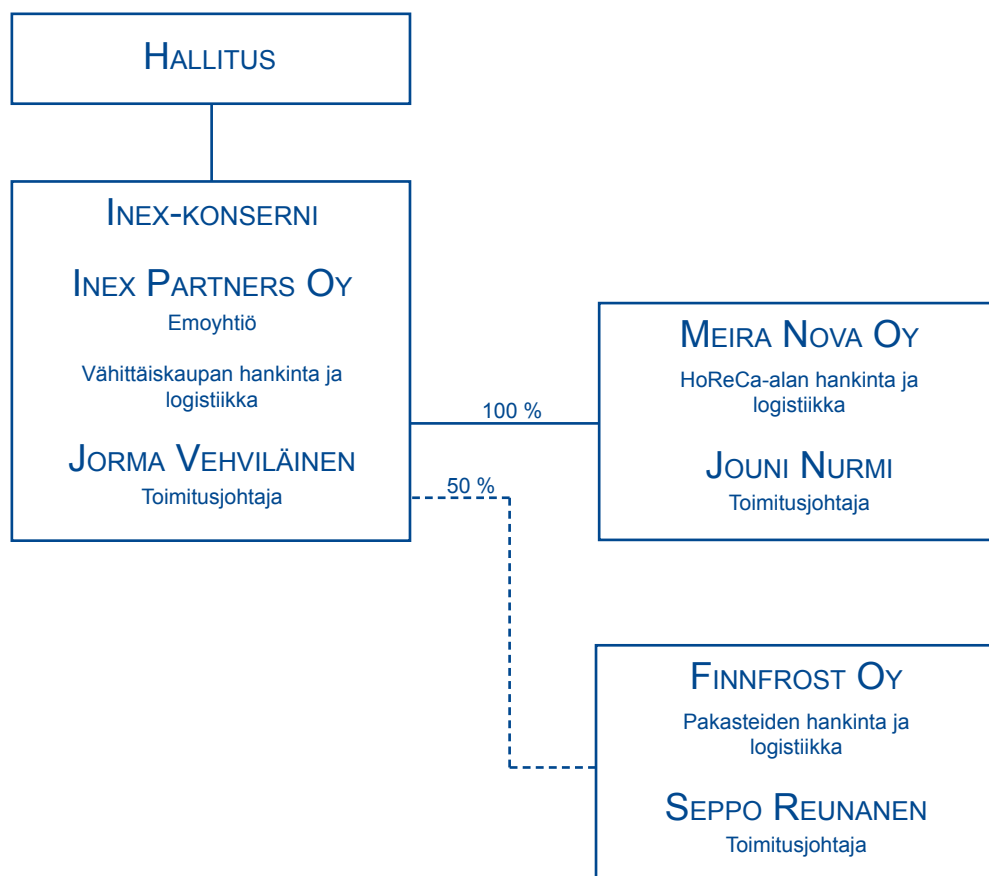 HALLITUS
INEX-KONSERNI
INEX PARTNERS OY
Emoyhtiö
Vähittäiskaupan hankinta ja
logistiikka
JORMA VEHVILÄINEN
Toimitusjohtaja
100 %
50 %
MEIRA NOVA OY
HoReCa-alan hankinta ja
logistiikka
JOUNI NURMI
Toimitusjohtaja
FINNFROST OY
Pakasteiden hankinta ja
logistiikka
SEPPO REUNANEN
Toimitusjohtaja